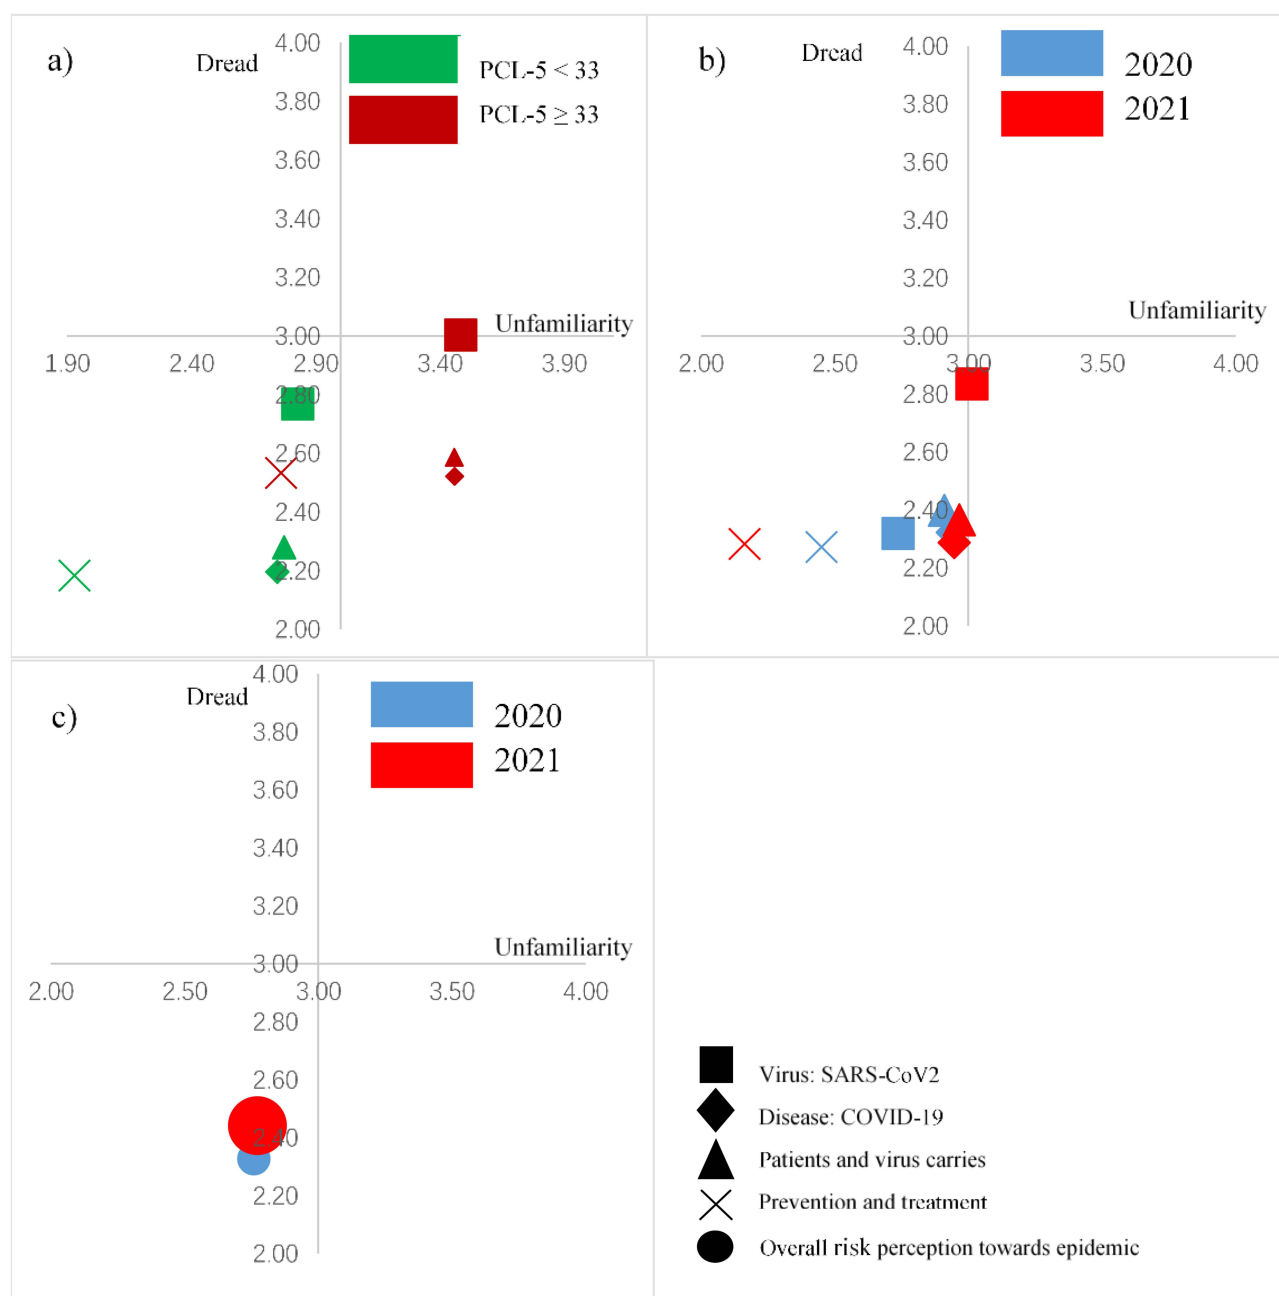 a)
Dread
4.00
3.80
3.60
3.40
3.20
3.00
2.80
2.60
2.40
2.20
2.00
PCL-5 < 33
PCL-5 ≥ 33
Unfamiliarity
1.90 2.40 2.90 3.40 3.90
b)
Dread
4.00
3.80
3.60
3.40
3.20
3.00
2.80
2.60
2.40
2.20
2.00
2020
2021
Unfamiliarity
2.00 2.50 3.00 3.50 4.00
c)
Dread
4.00
3.80
3.60
3.40
3.20
3.00
2.80
2.60
2.40
2.20
2.00
2020
2021
Unfamiliarity
2.00 2.50 3.00 3.50 4.00
Virus: SARS-CoV2
Disease: COVID-19
Patients and virus carries
Prevention and treatment
Overall risk perception towards epidemic